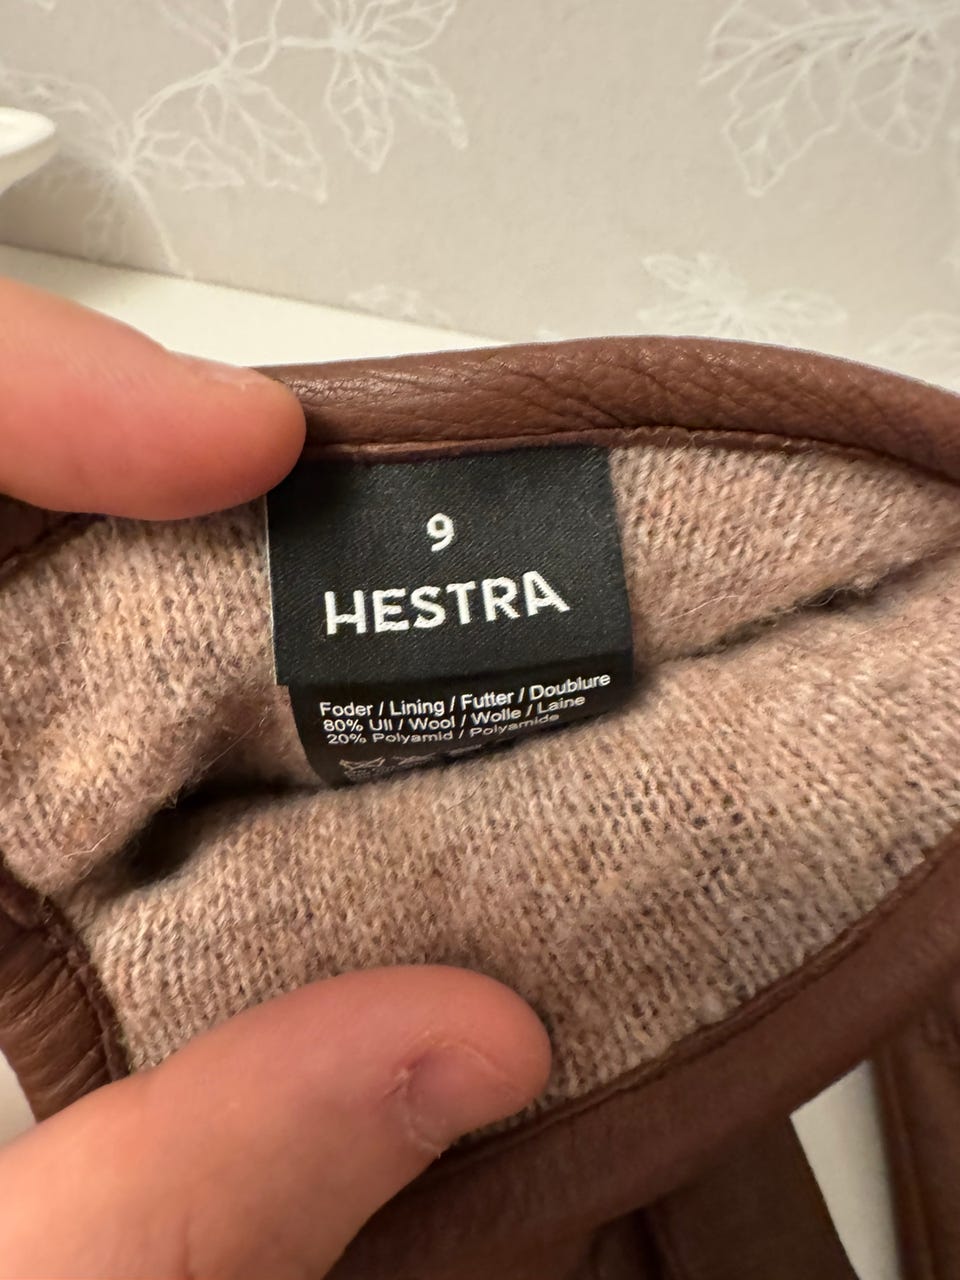 9
HESTRA
Foder / Lining / Futter / Doublure
80% Ull / Wool / Wolle / Laine
20% Polyamid / Polyamide